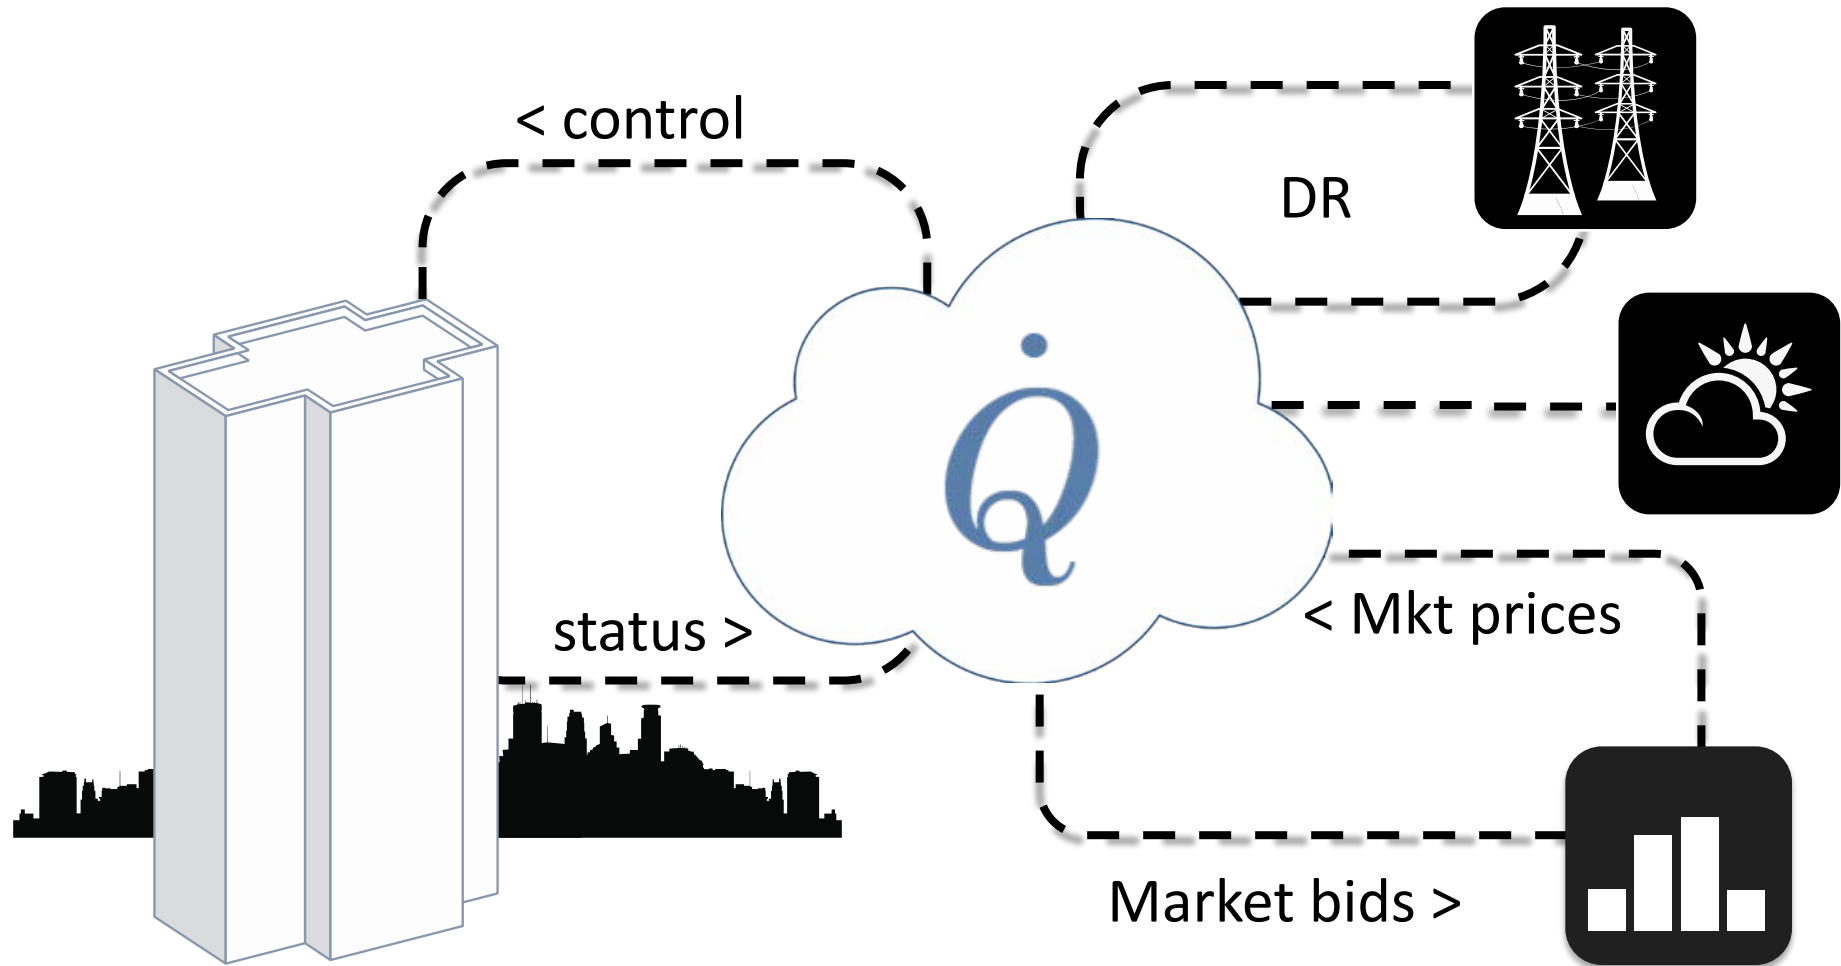 < control
DR
Q
status >
< Mkt prices
Market bids >